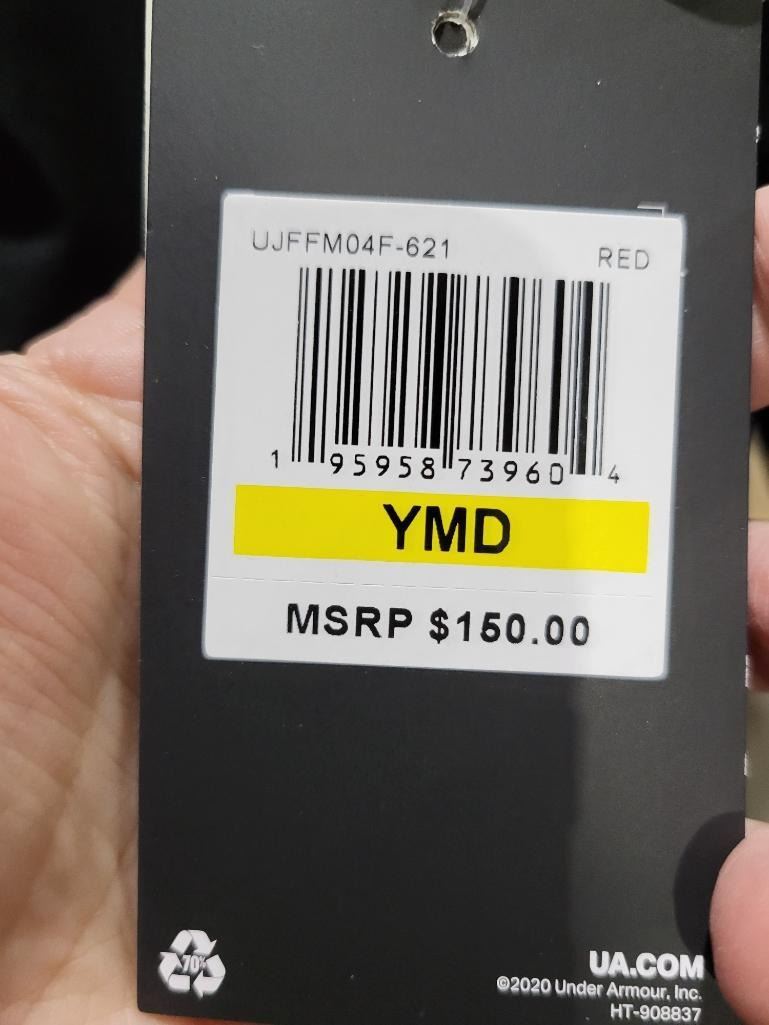 UJFFM04F-621 RED
1 95958 73960 4
YMD
MSRP $150.00
70%
UA.COM
©2020 Under Armour, Inc.
HT-908837